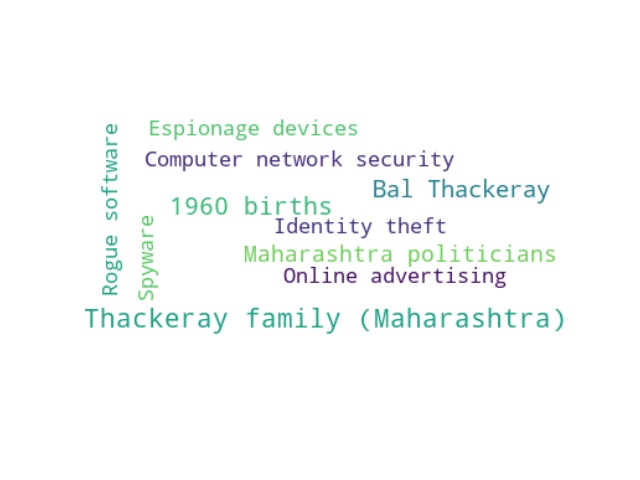 Espionage devices
Computer network security
Bal Thackeray
1960 births
Identity theft
Maharashtra politicians
Online advertising
Thackeray family (Maharashtra)
Rogue software
Spyware